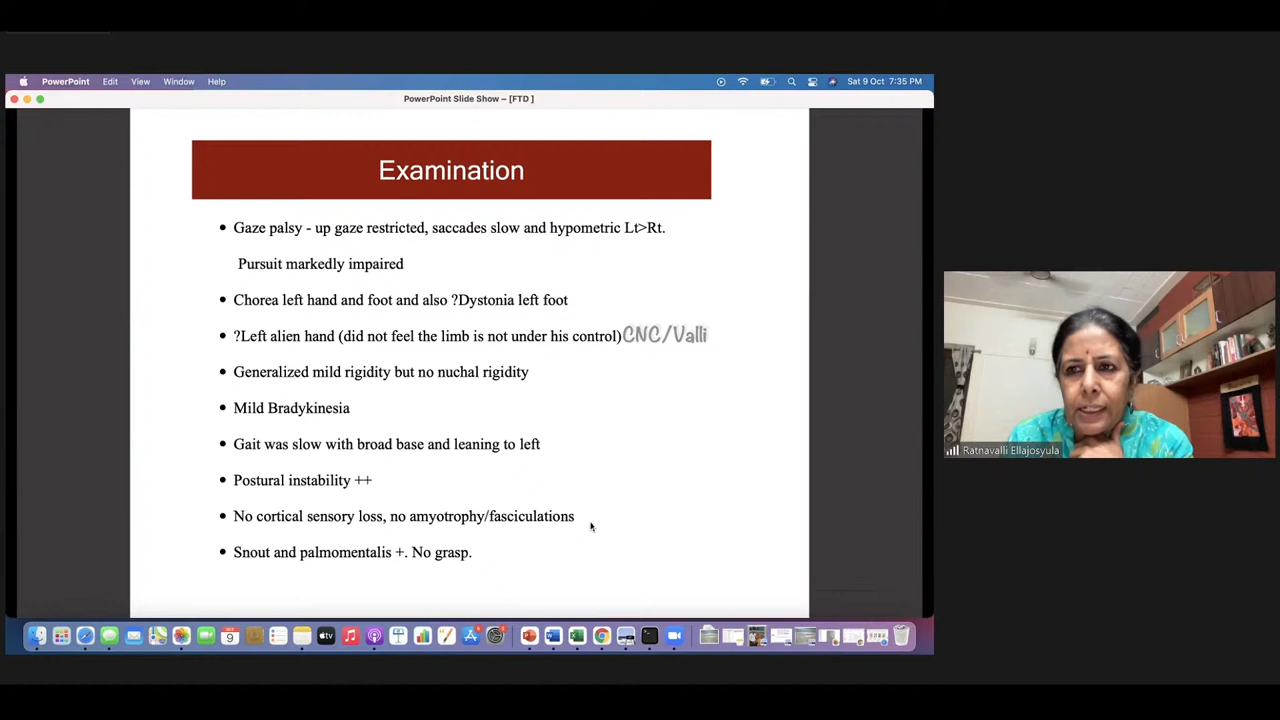 PowerPoint Edit View Window Help Sat 9 Oct 7:35 PM
PowerPoint Slide Show – [FTD ]
Examination
• Gaze palsy - up gaze restricted, saccades slow and hypometric Lt>Rt.
Pursuit markedly impaired
• Chorea left hand and foot and also ?Dystonia left foot
• ?Left alien hand (did not feel the limb is not under his control)CNC/Valli
• Generalized mild rigidity but no nuchal rigidity
• Mild Bradykinesia
• Gait was slow with broad base and leaning to left
• Postural instability ++
• No cortical sensory loss, no amyotrophy/fasciculations
• Snout and palmomentalis +. No grasp.
Ratnavalli Ellajosyula
9
tv